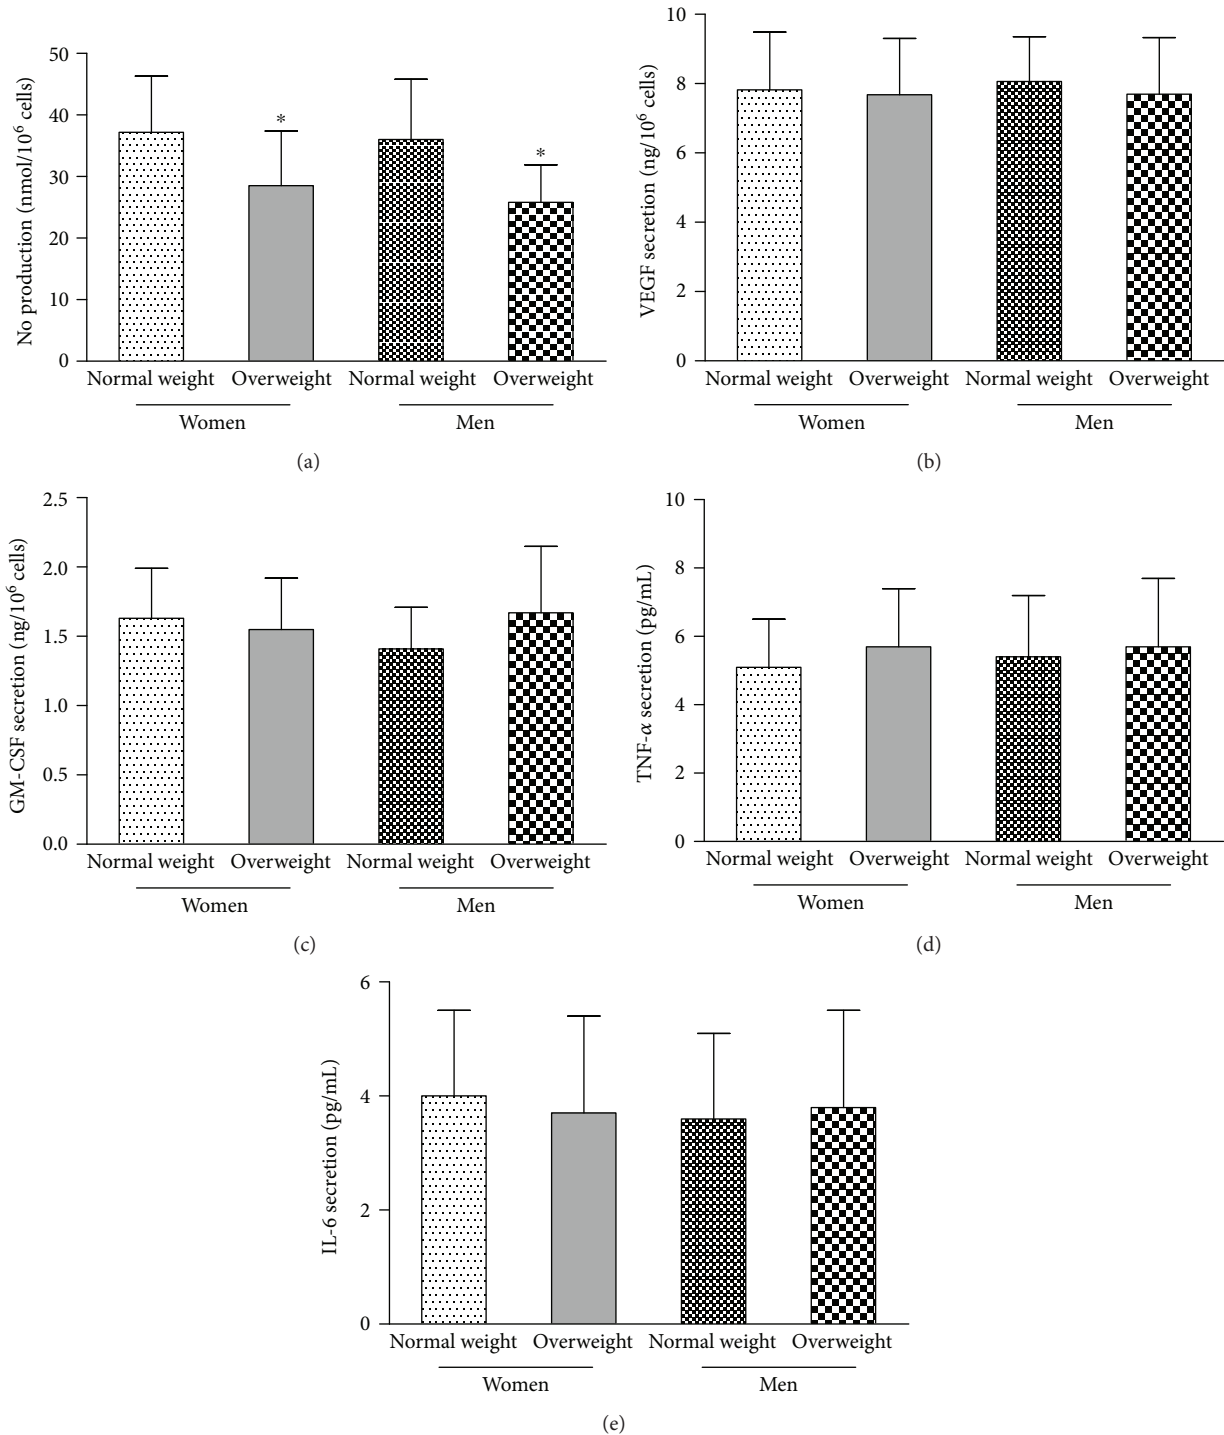 No production (nmol/10⁶ cells)
50
40
30
20
10
0
*
*
Normal weight Overweight Normal weight Overweight
Women Men
(a)
VEGF secretion (ng/10⁶ cells)
10
8
6
4
2
0
Normal weight Overweight Normal weight Overweight
Women Men
(b)
GM-CSF secretion (ng/10⁶ cells)
2.5
2.0
1.5
1.0
0.5
0.0
Normal weight Overweight Normal weight Overweight
Women Men
(c)
TNF-α secretion (pg/mL)
10
8
6
4
2
0
Normal weight Overweight Normal weight Overweight
Women Men
(d)
IL-6 secretion (pg/mL)
6
4
2
0
Normal weight Overweight Normal weight Overweight
Women Men
(e)